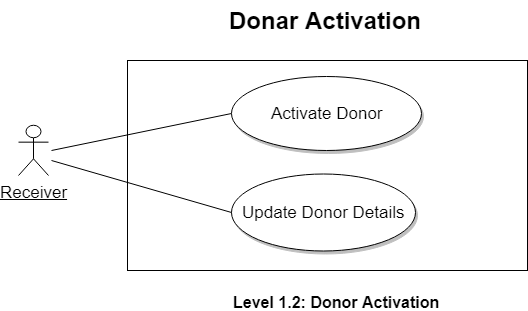 Donar Activation
Activate Donor
Receiver
Update Donor Details
Level 1.2: Donor Activation